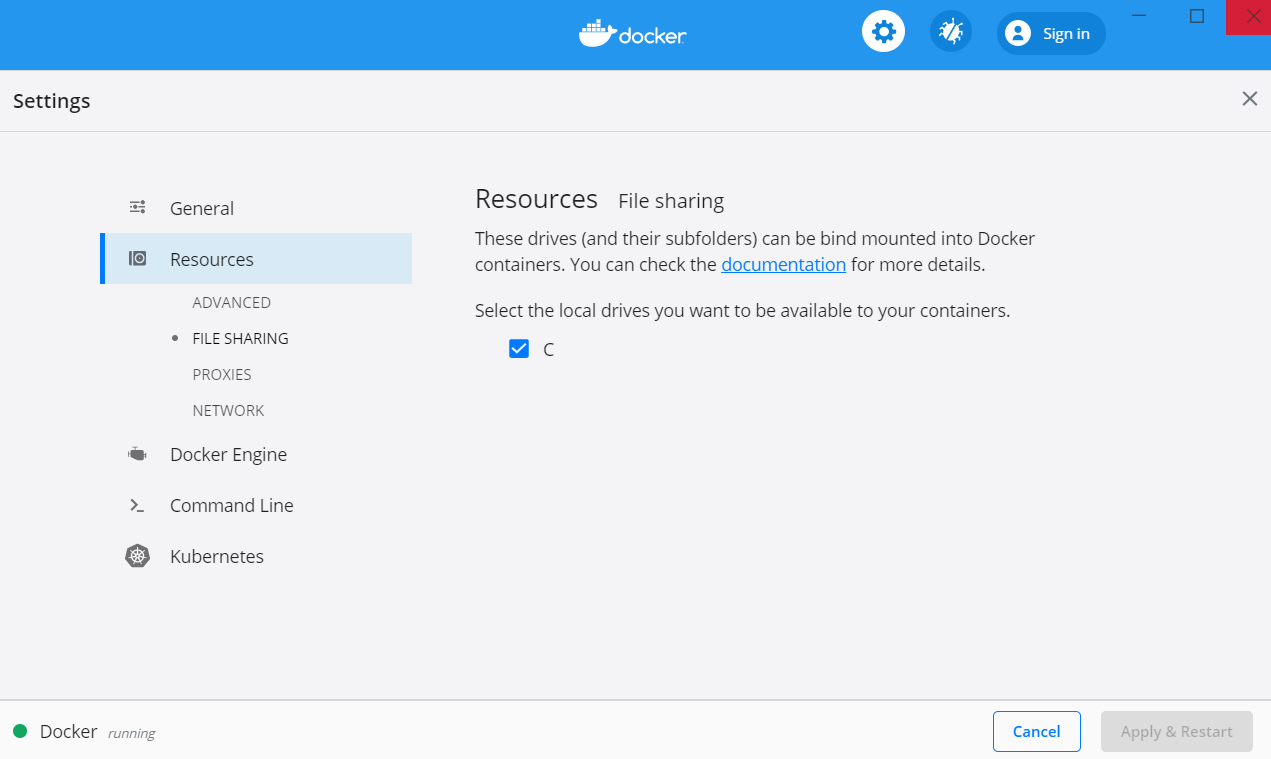 docker
Sign in
Settings
General
Resources
ADVANCED
FILE SHARING
PROXIES
NETWORK
Docker Engine
Command Line
Kubernetes
Resources File sharing
These drives (and their subfolders) can be bind mounted into Docker
containers. You can check the documentation for more details.
Select the local drives you want to be available to your containers.
C
Docker running
Cancel
Apply & Restart